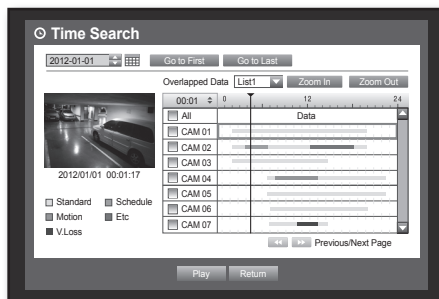 Time Search
2012-01-01 Go to First Go to Last
Overlapped Data List1 Zoom In Zoom Out
00:01 0 12 24
All Data
CAM 01
CAM 02
CAM 03
CAM 04
CAM 05
CAM 06
CAM 07
2012/01/01 00:01:17
Standard Schedule
Motion Etc
V.Loss
Previous/Next Page
Play Return